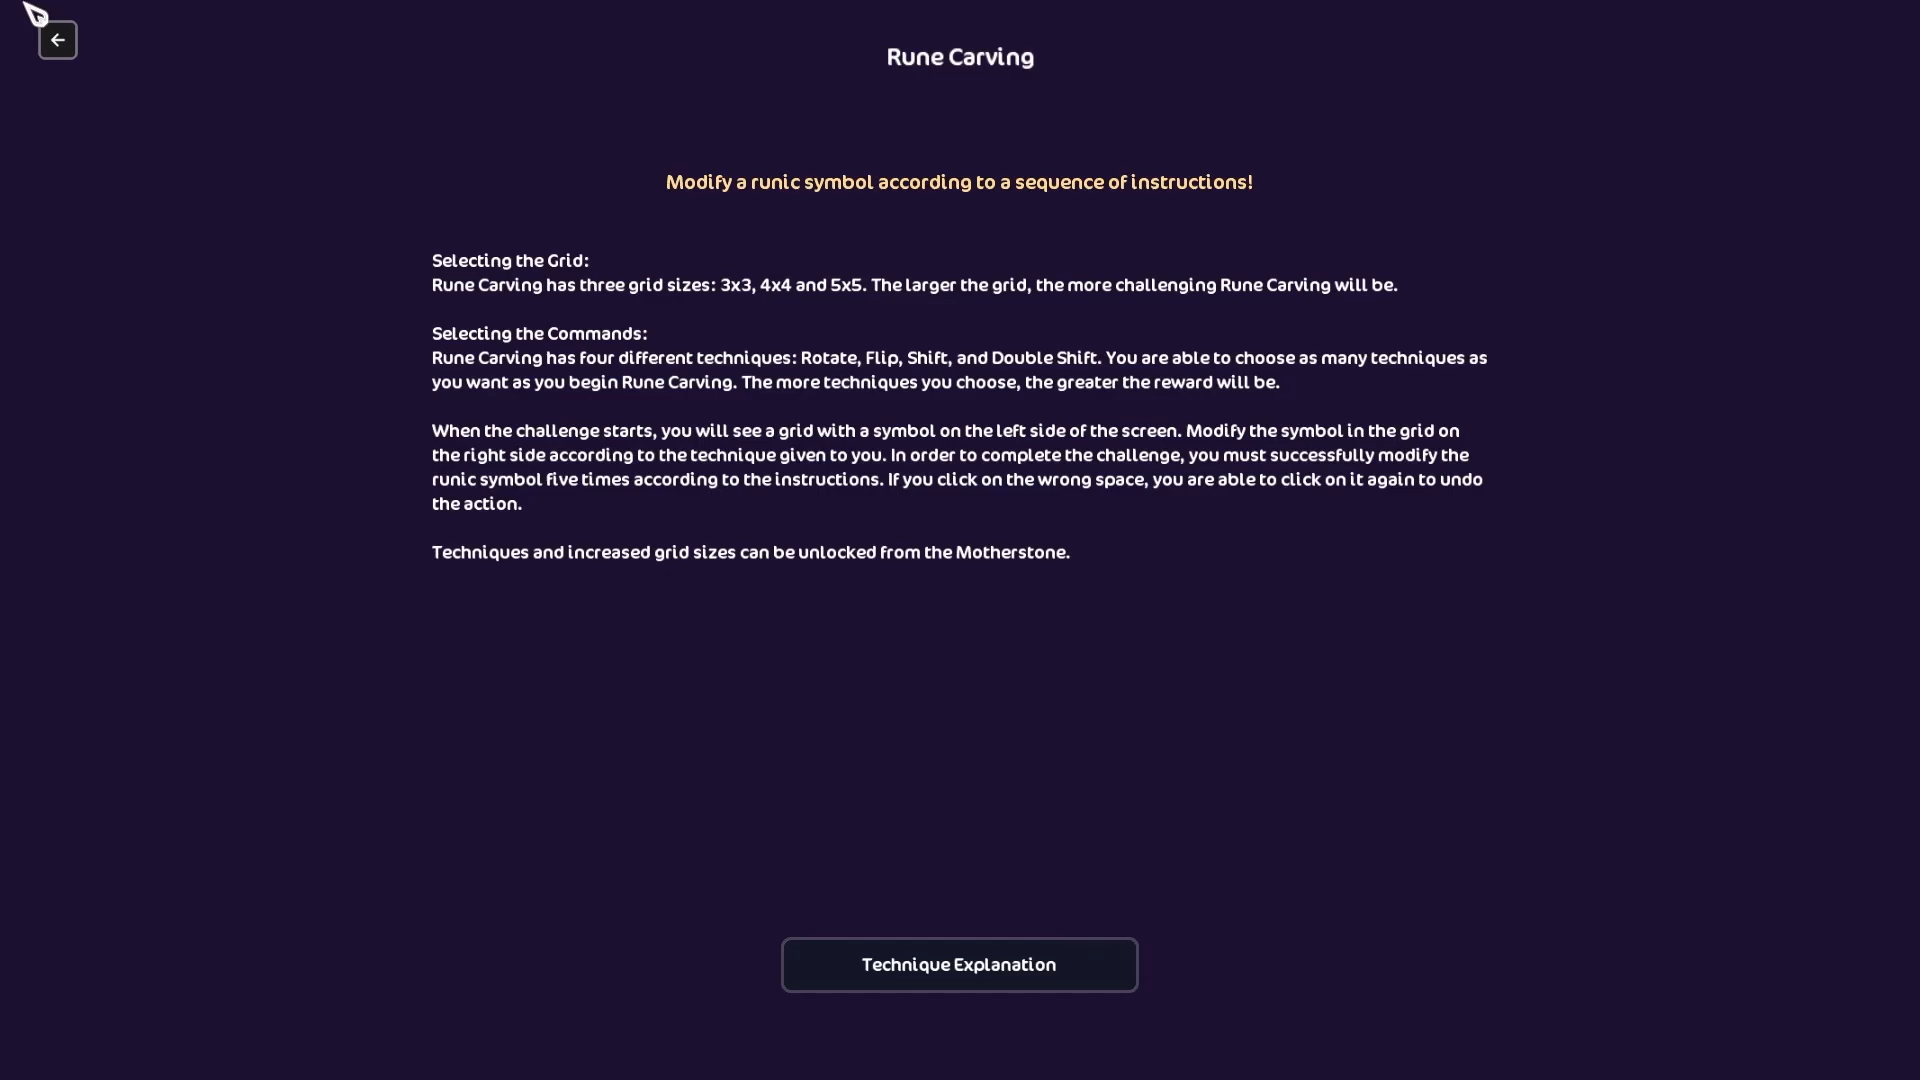 Rune Carving
Modify a runic symbol according to a sequence of instructions!
Selecting the Grid:
Rune Carving has three grid sizes: 3x3, 4x4 and 5x5. The larger the grid, the more challenging Rune Carving will be.
Selecting the Commands:
Rune Carving has four different techniques: Rotate, Flip, Shift, and Double Shift. You are able to choose as many techniques as
you want as you begin Rune Carving. The more techniques you choose, the greater the reward will be.
When the challenge starts, you will see a grid with a symbol on the left side of the screen. Modify the symbol in the grid on
the right side according to the technique given to you. In order to complete the challenge, you must successfully modify the
runic symbol five times according to the instructions. If you click on the wrong space, you are able to click on it again to undo
the action.
Techniques and increased grid sizes can be unlocked from the Motherstone.
Technique Explanation